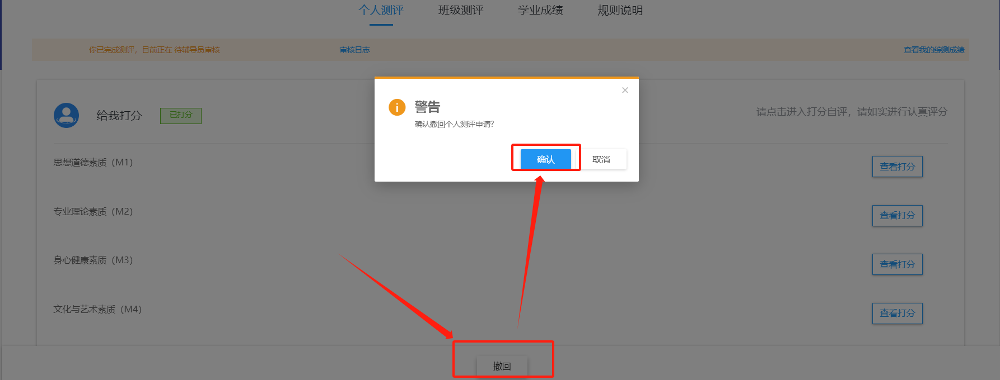 个人测评 班级测评 学业成绩 规则说明
你已完成测评，目前正在 待辅导员审核 审核日志 查看我的综测成绩
警告
确认撤回个人测评申请?
确认 取消
给我打分 已打分 请点击进入打分自评，请如实进行认真评分
思想道德素质（M1） 查看打分
专业理论素质（M2） 查看打分
身心健康素质（M3） 查看打分
文化与艺术素质（M4） 查看打分
撤回